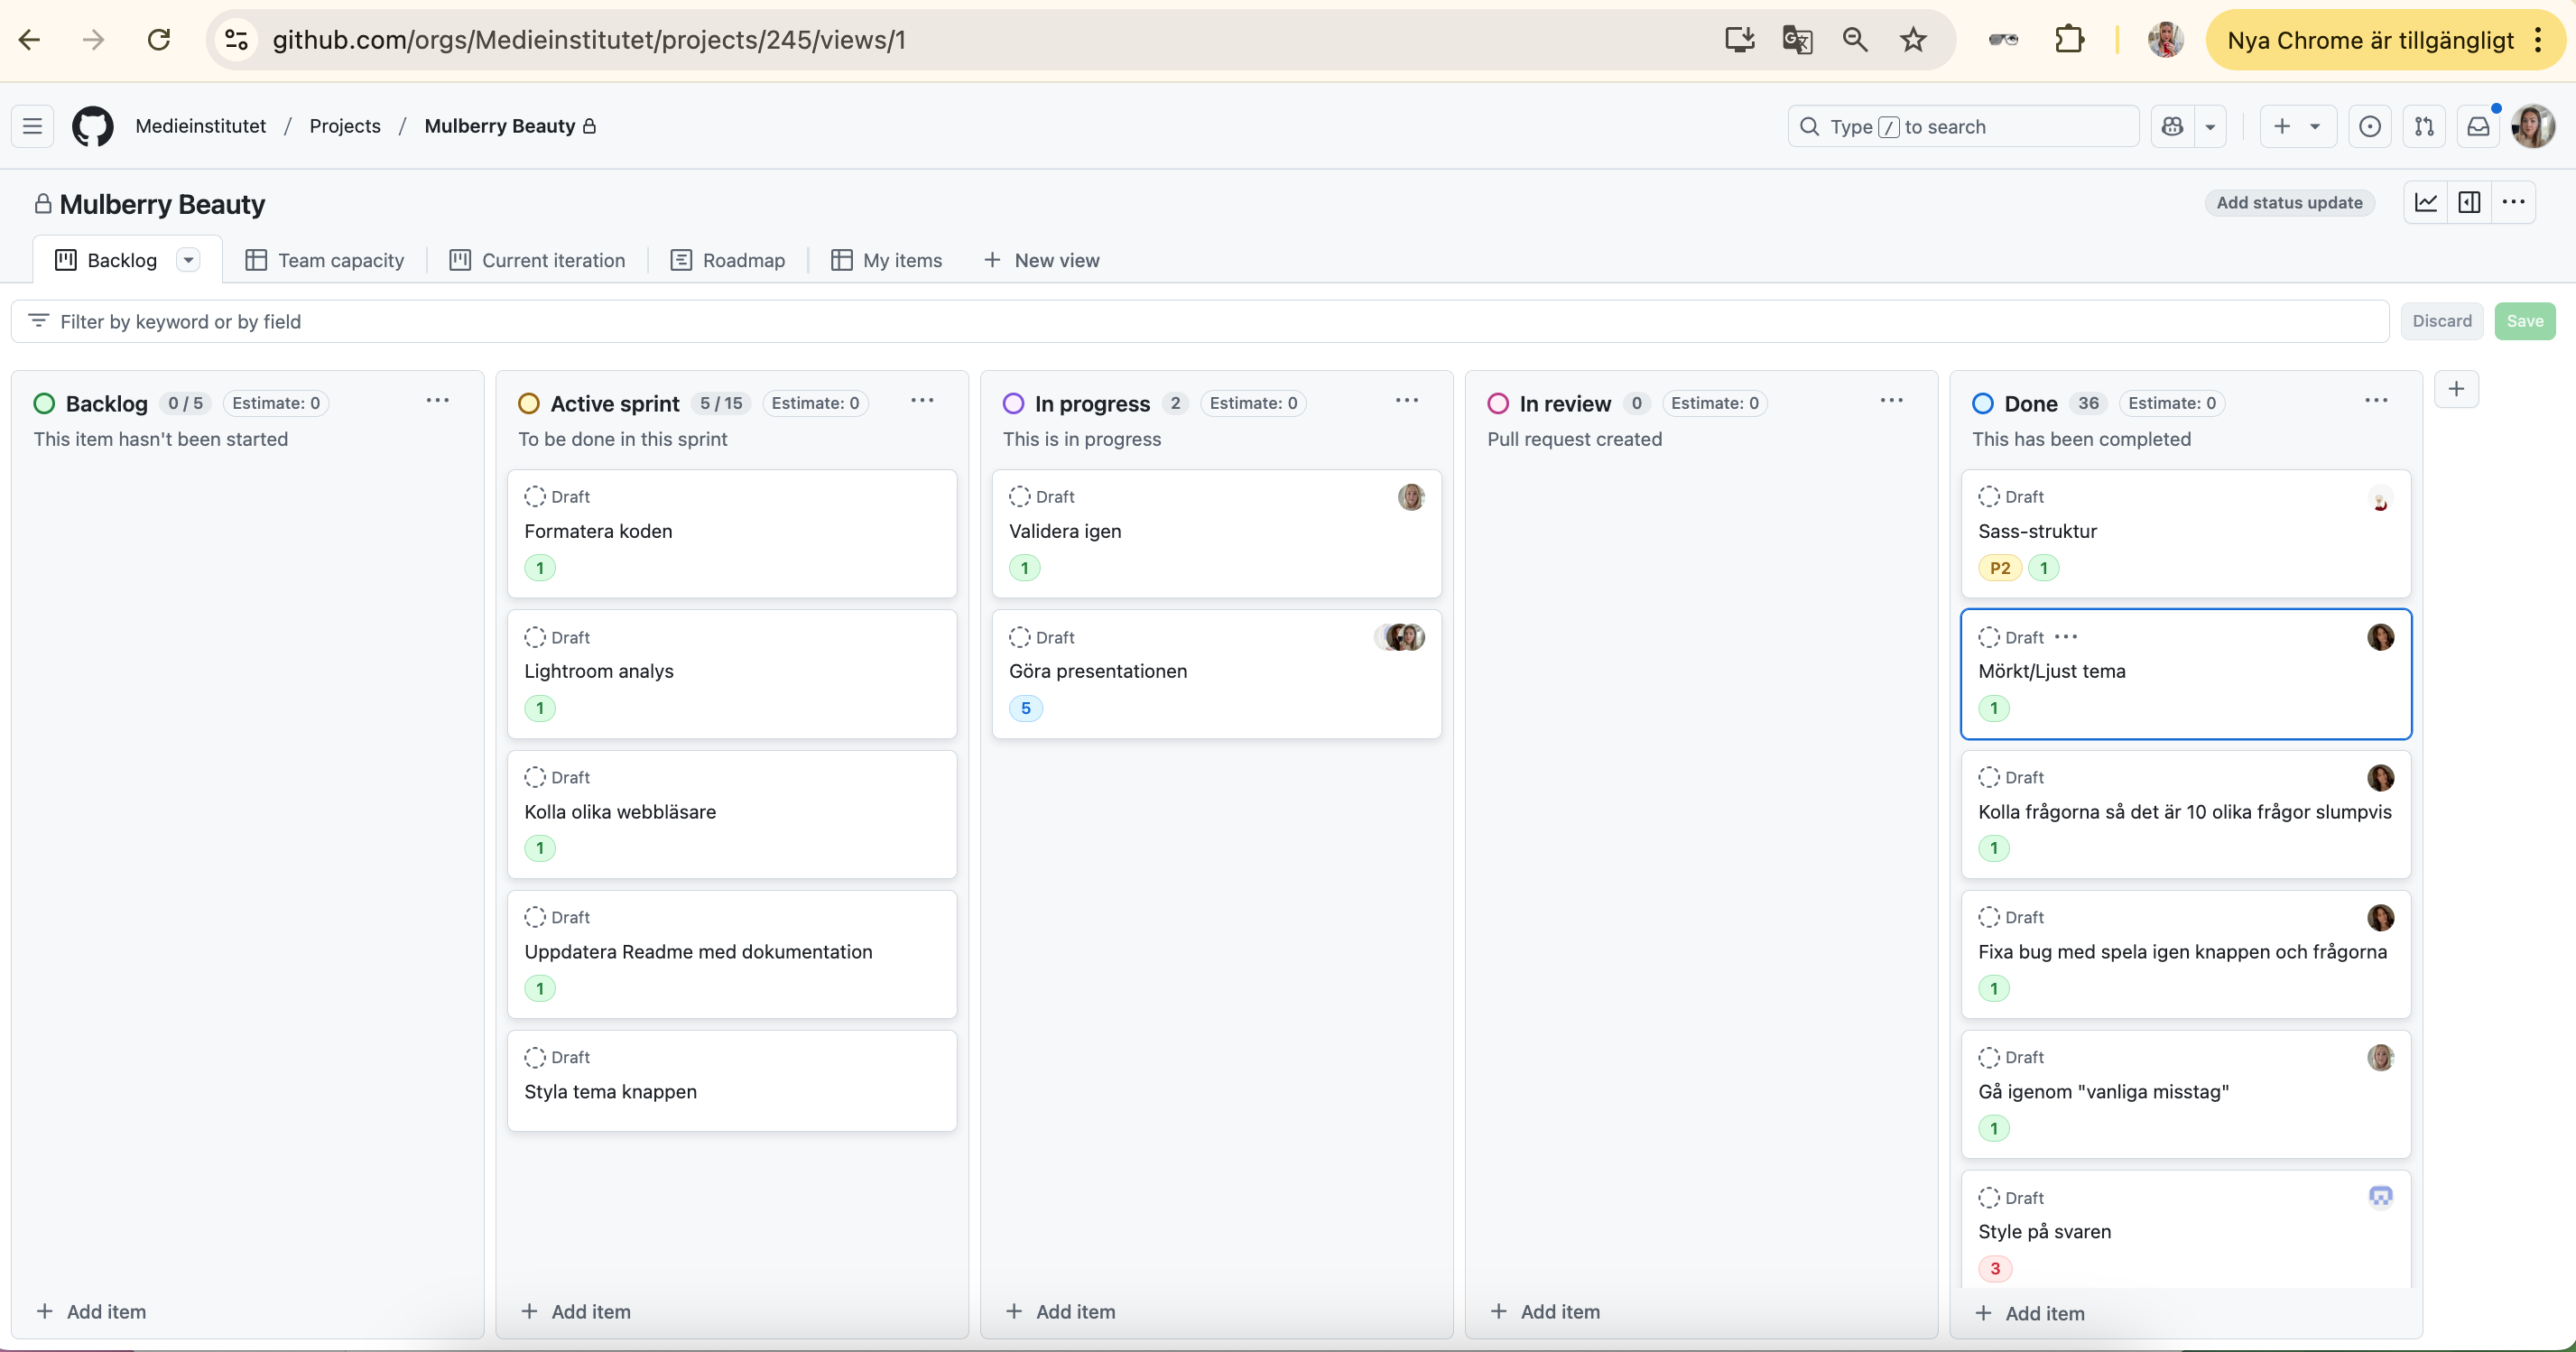 github.com/orgs/Medieinstitutet/projects/245/views/1
Nya Chrome är tillgängligt
Medieinstitutet / Projects / Mulberry Beauty
Type / to search
Mulberry Beauty
Add status update
Backlog
Team capacity
Current iteration
Roadmap
My items
New view
Filter by keyword or by field
Discard
Save
Backlog 0 / 5 Estimate: 0
This item hasn't been started
Add item
Active sprint 5 / 15 Estimate: 0
To be done in this sprint
Draft
Formatera koden
1
Draft
Lightroom analys
1
Draft
Kolla olika webbläsare
1
Draft
Uppdatera Readme med dokumentation
1
Draft
Styla tema knappen
Add item
In progress 2 Estimate: 0
This is in progress
Draft
Validera igen
1
Draft
Göra presentationen
5
Add item
In review 0 Estimate: 0
Pull request created
Add item
Done 36 Estimate: 0
This has been completed
Draft
Sass-struktur
P2 1
Draft
Mörkt/Ljust tema
1
Draft
Kolla frågorna så det är 10 olika frågor slumpvis
1
Draft
Fixa bug med spela igen knappen och frågorna
1
Draft
Gå igenom "vanliga misstag"
1
Draft
Style på svaren
3
Add item